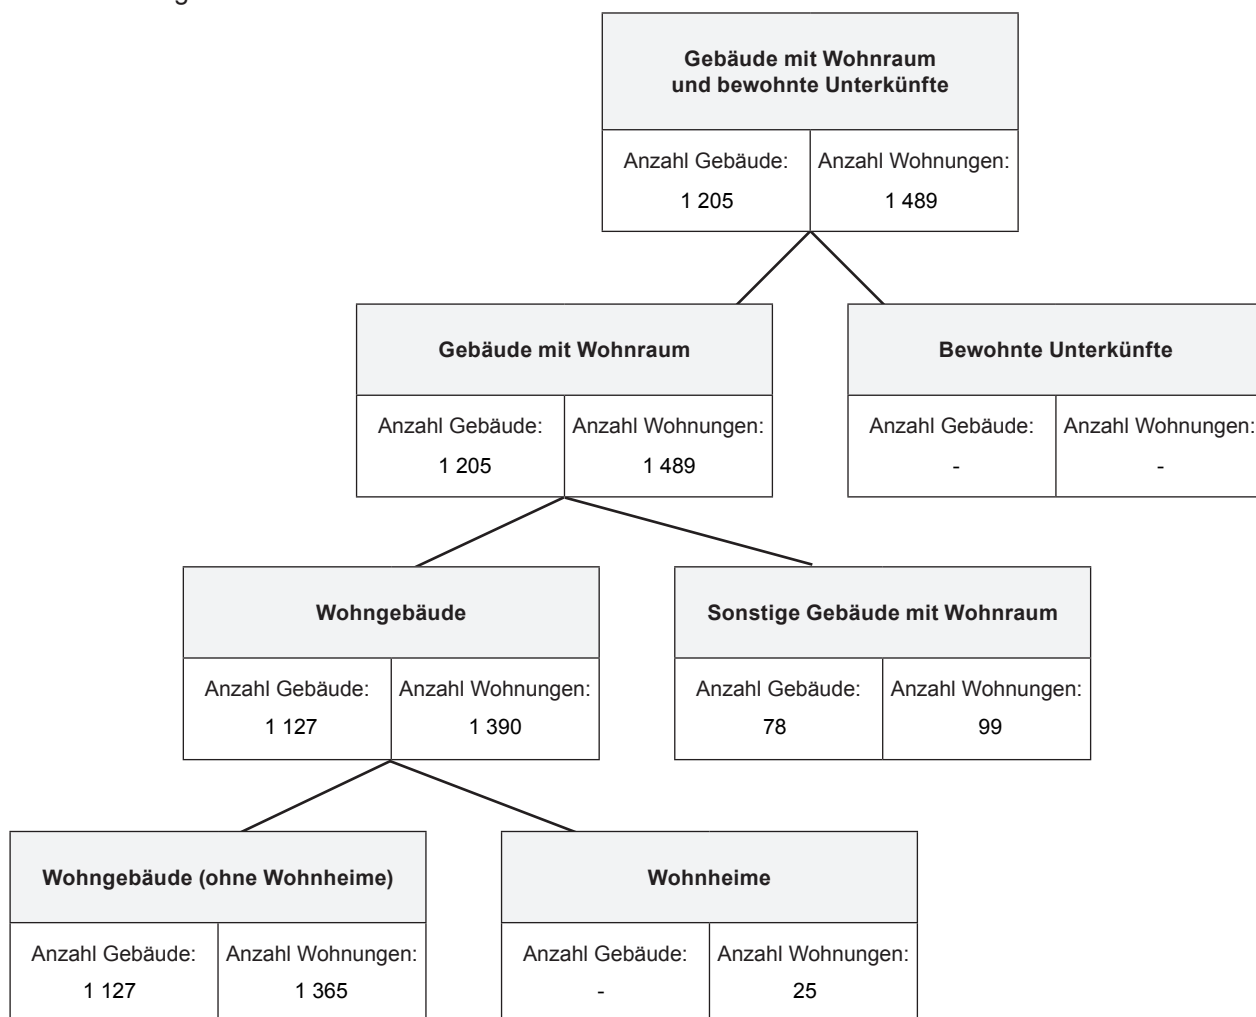 Gebäude mit Wohnraum
und bewohnte Unterkünfte
Anzahl Gebäude: Anzahl Wohnungen:
1 205 1 489
Gebäude mit Wohnraum
Anzahl Gebäude: Anzahl Wohnungen:
1 205 1 489
Bewohnte Unterkünfte
Anzahl Gebäude: Anzahl Wohnungen:
- -
Wohngebäude
Anzahl Gebäude: Anzahl Wohnungen:
1 127 1 390
Sonstige Gebäude mit Wohnraum
Anzahl Gebäude: Anzahl Wohnungen:
78 99
Wohngebäude (ohne Wohnheime)
Anzahl Gebäude: Anzahl Wohnungen:
1 127 1 365
Wohnheime
Anzahl Gebäude: Anzahl Wohnungen:
- 25